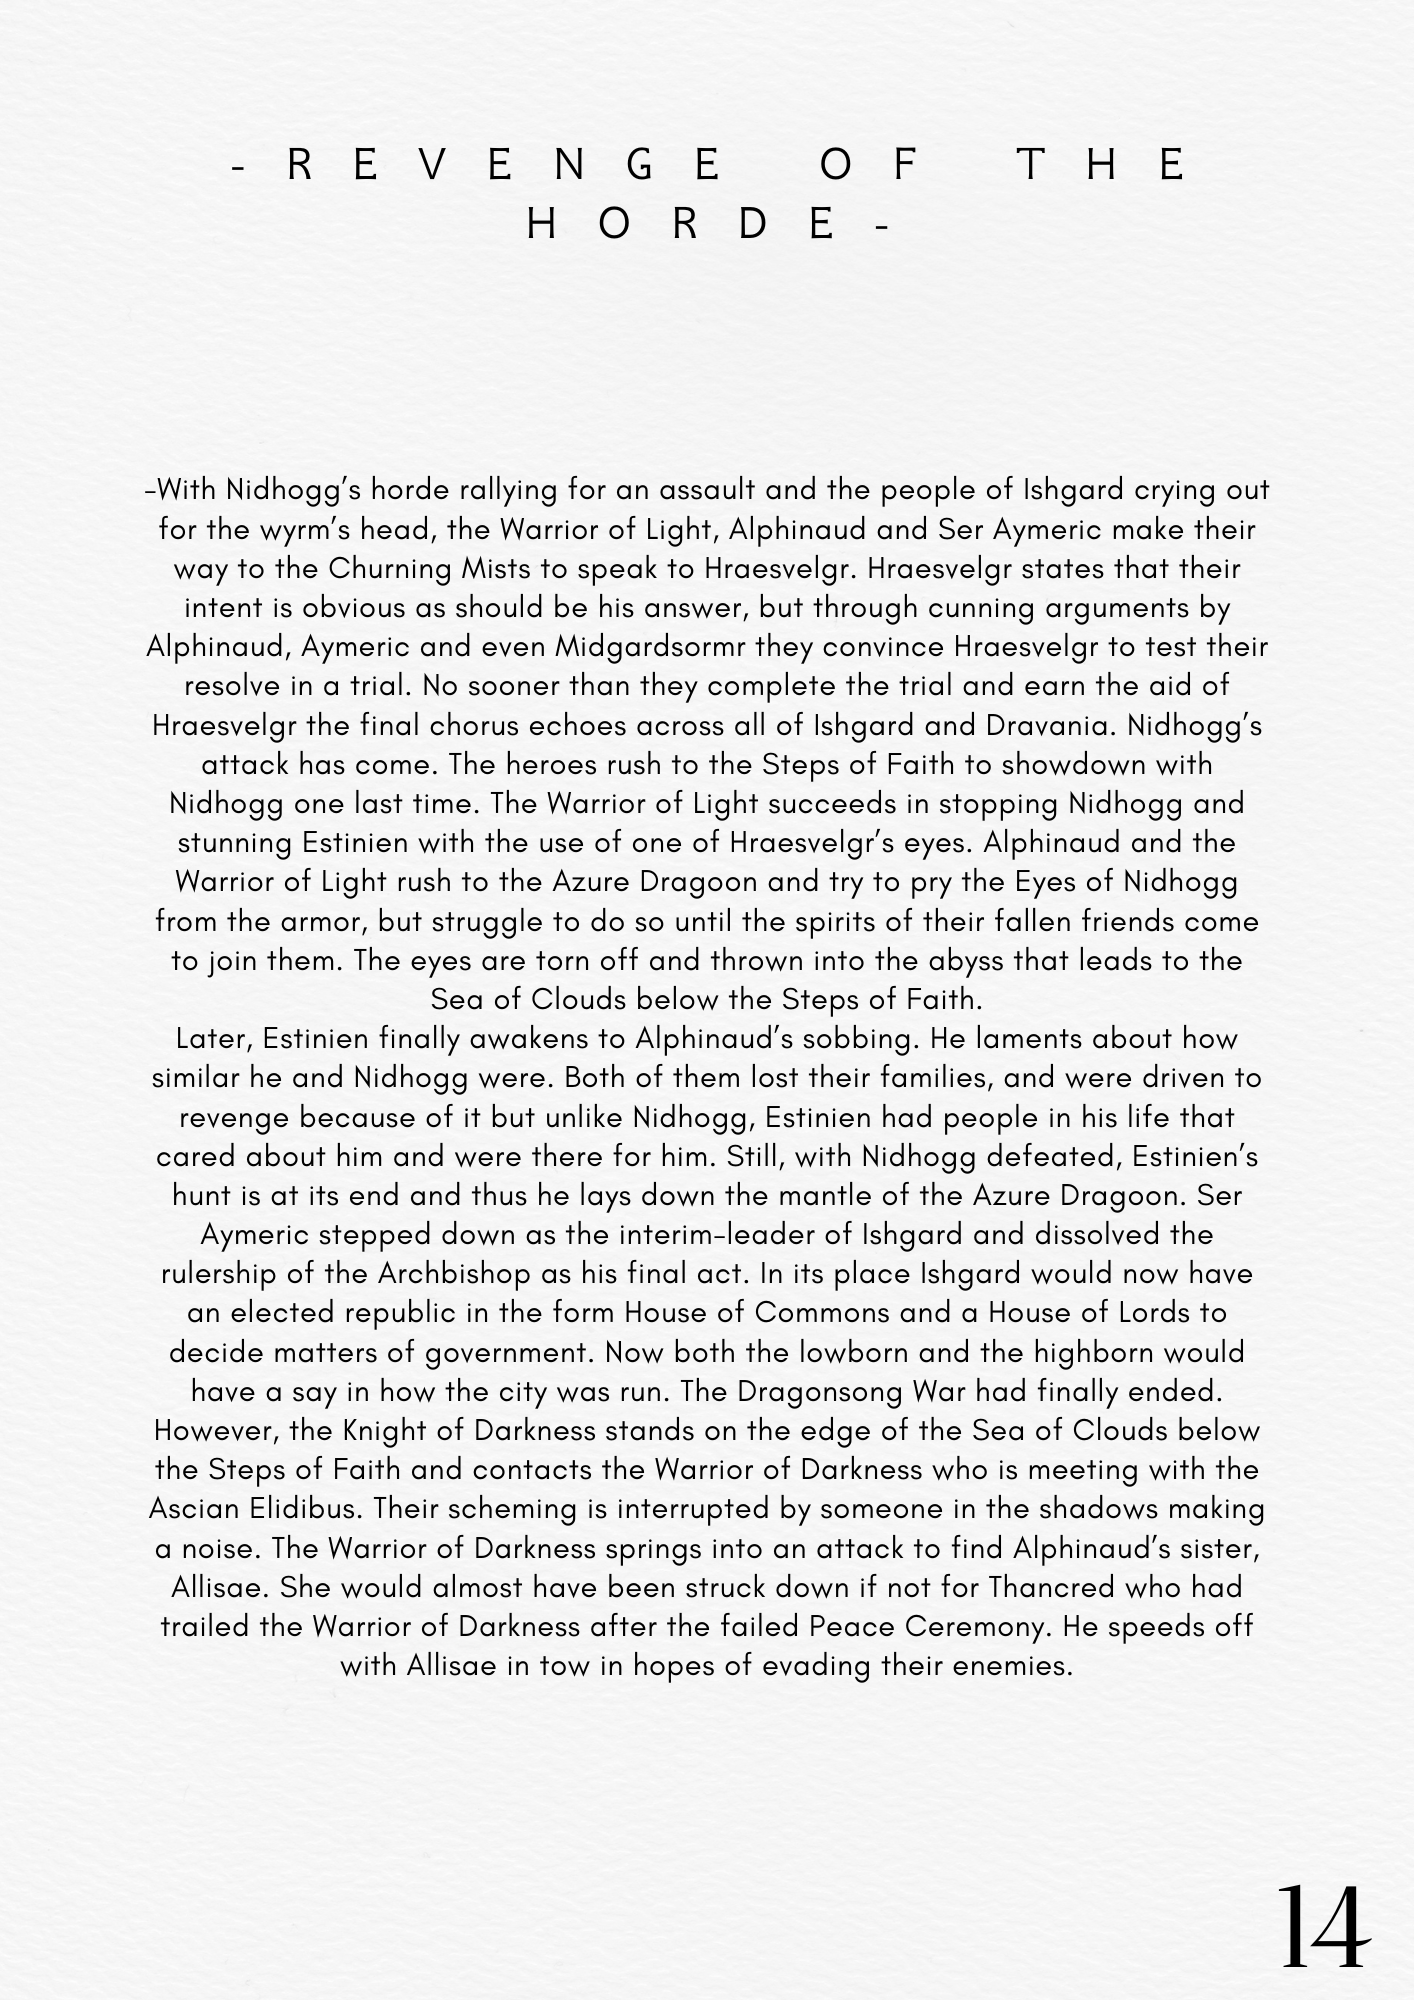 -REVENGE OF THE
HORDE-
-With Nidhogg's horde rallying for an assault and the people of Ishgard crying out
for the wyrm's head, the Warrior of Light, Alphinaud and Ser Aymeric make their
way to the Churning Mists to speak to Hraesvelgr. Hraesvelgr states that their
intent is obvious as should be his answer, but through cunning arguments by
Alphinaud, Aymeric and even Midgardsormr they convince Hraesvelgr to test their
resolve in a trial. No sooner than they complete the trial and earn the aid of
Hraesvelgr the final chorus echoes across all of Ishgard and Dravania. Nidhogg's
attack has come. The heroes rush to the Steps of Faith to showdown with
Nidhogg one last time. The Warrior of Light succeeds in stopping Nidhogg and
stunning Estinien with the use of one of Hraesvelgr's eyes. Alphinaud and the
Warrior of Light rush to the Azure Dragoon and try to pry the Eyes of Nidhogg
from the armor, but struggle to do so until the spirits of their fallen friends come
to join them. The eyes are torn off and thrown into the abyss that leads to the
Sea of Clouds below the Steps of Faith.
Later, Estinien finally awakens to Alphinaud's sobbing. He laments about how
similar he and Nidhogg were. Both of them lost their families, and were driven to
revenge because of it but unlike Nidhogg, Estinien had people in his life that
cared about him and were there for him. Still, with Nidhogg defeated, Estinien's
hunt is at its end and thus he lays down the mantle of the Azure Dragoon. Ser
Aymeric stepped down as the interim-leader of Ishgard and dissolved the
rulership of the Archbishop as his final act. In its place Ishgard would now have
an elected republic in the form House of Commons and a House of Lords to
decide matters of government. Now both the lowborn and the highborn would
have a say in how the city was run. The Dragonsong War had finally ended.
However, the Knight of Darkness stands on the edge of the Sea of Clouds below
the Steps of Faith and contacts the Warrior of Darkness who is meeting with the
Ascian Elidibus. Their scheming is interrupted by someone in the shadows making
a noise. The Warrior of Darkness springs into an attack to find Alphinaud's sister,
Allisae. She would almost have been struck down if not for Thancred who had
trailed the Warrior of Darkness after the failed Peace Ceremony. He speeds off
with Allisae in tow in hopes of evading their enemies.
14